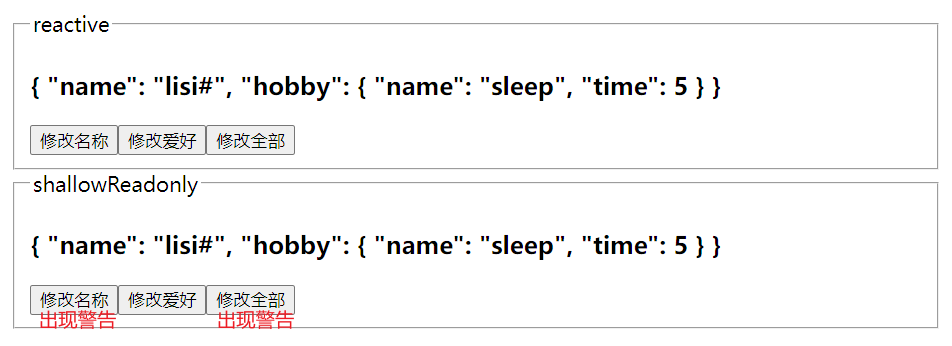 reactive
{ "name": "lisi#", "hobby": { "name": "sleep", "time": 5 } }
修改名称 修改爱好 修改全部
shallowReadonly
{ "name": "lisi#", "hobby": { "name": "sleep", "time": 5 } }
修改名称 修改爱好 修改全部
出现警告 出现警告